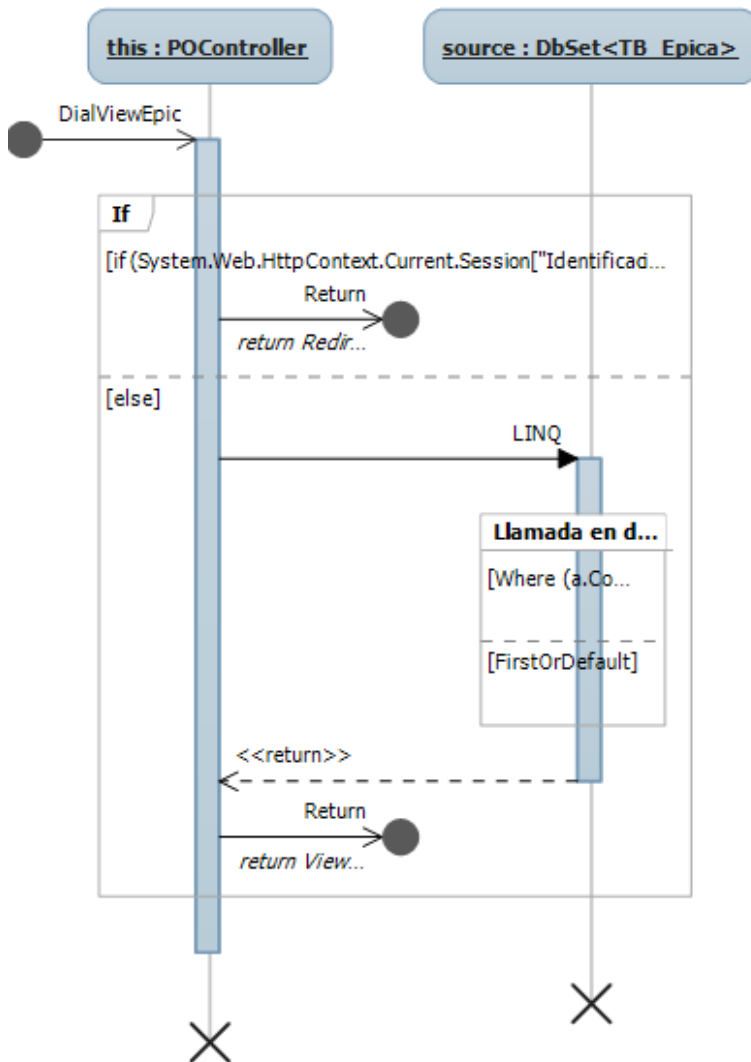 this : POController
source : DbSet<TB_Epica>
DialViewEpic
If
[if (System.Web.HttpContext.Current.Session["Identificaci...
Return
return Redir...
[else]
LINQ
Llamada en d...
[Where (a.Co...
[FirstOrDefault]
<<return>>
Return
return View...